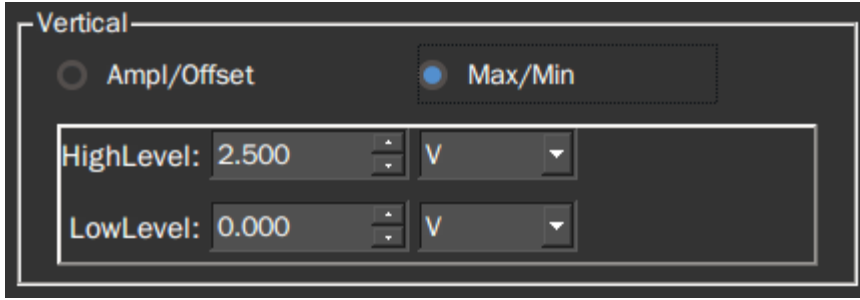 Vertical
Ampl/Offset Max/Min
HighLevel: 2.500 V
LowLevel: 0.000 V